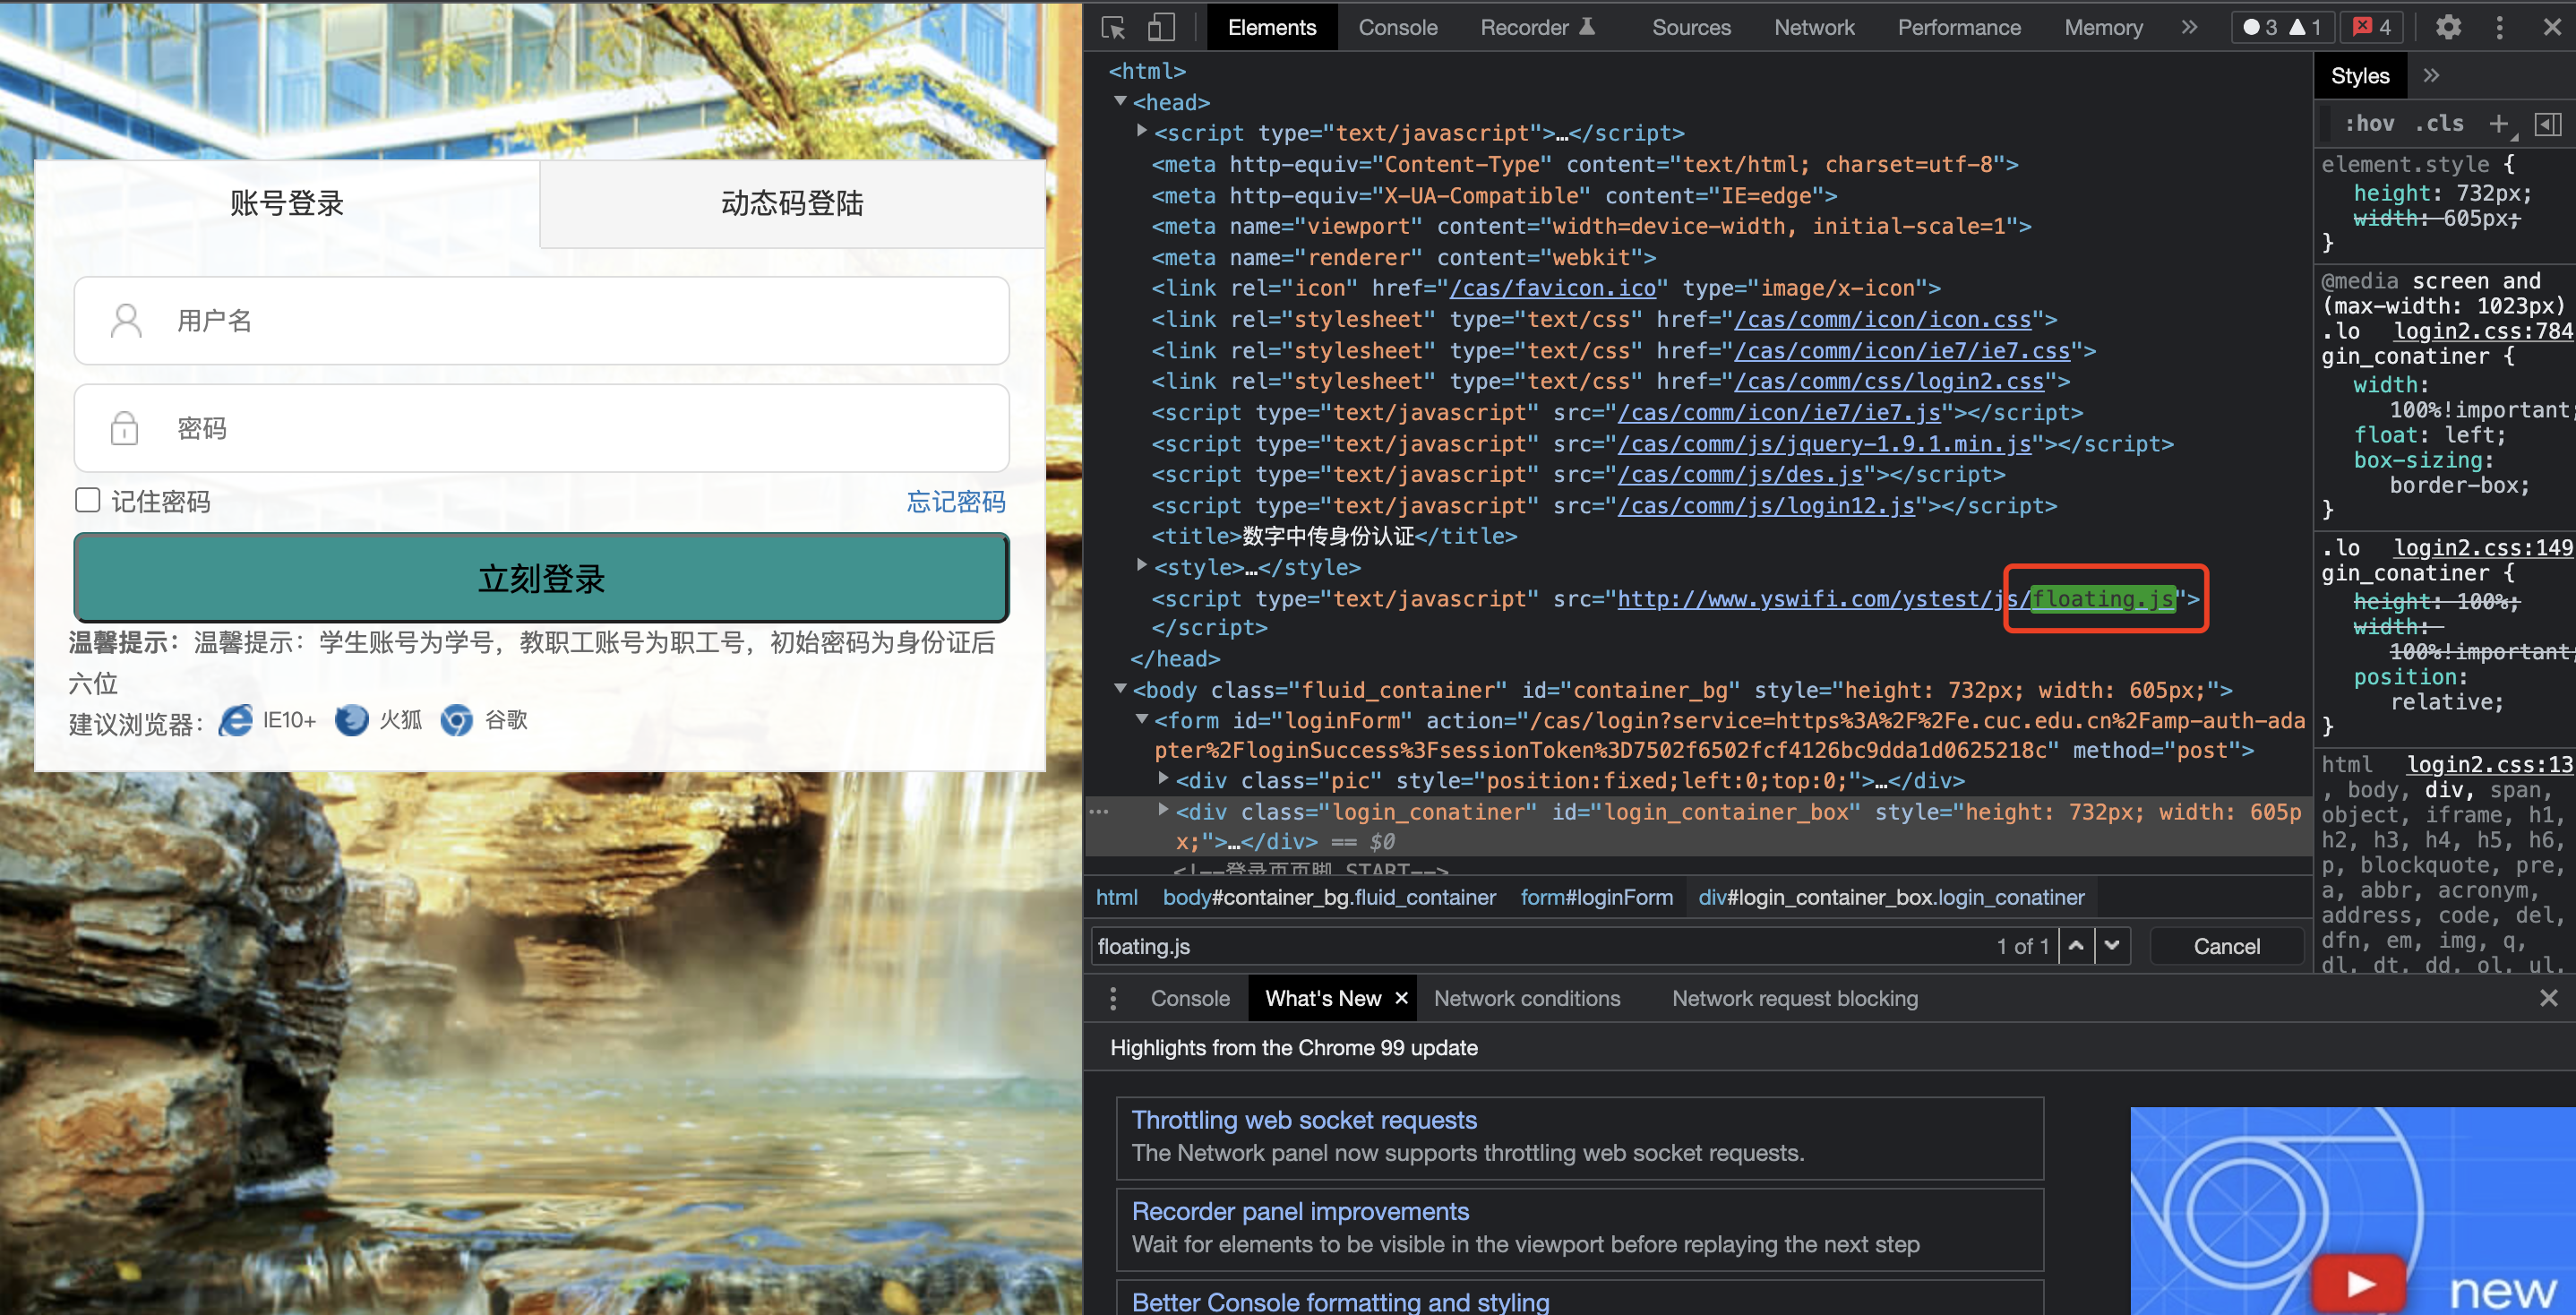 账号登录
动态码登陆
用户名
密码
记住密码
忘记密码
立刻登录
温馨提示：温馨提示：学生账号为学号，教职工账号为职工号，初始密码为身份证后
六位
建议浏览器： IE10+ 火狐 谷歌
Elements Console Recorder Sources Network Performance Memory » 3 1 4
<html>
<head>
<script type="text/javascript">…</script>
<meta http-equiv="Content-Type" content="text/html; charset=utf-8">
<meta http-equiv="X-UA-Compatible" content="IE=edge">
<meta name="viewport" content="width=device-width, initial-scale=1">
<meta name="renderer" content="webkit">
<link rel="icon" href="/cas/favicon.ico" type="image/x-icon">
<link rel="stylesheet" type="text/css" href="/cas/comm/icon/icon.css">
<link rel="stylesheet" type="text/css" href="/cas/comm/icon/ie7/ie7.css">
<link rel="stylesheet" type="text/css" href="/cas/comm/css/login2.css">
<script type="text/javascript" src="/cas/comm/icon/ie7/ie7.js"></script>
<script type="text/javascript" src="/cas/comm/js/jquery-1.9.1.min.js"></script>
<script type="text/javascript" src="/cas/comm/js/des.js"></script>
<script type="text/javascript" src="/cas/comm/js/login12.js"></script>
<title>数字中传身份认证</title>
<style>…</style>
<script type="text/javascript" src="http://www.yswifi.com/ystest/js/floating.js">
</script>
</head>
<body class="fluid_container" id="container_bg" style="height: 732px; width: 605px;">
<form id="loginForm" action="/cas/login?service=https%3A%2F%2Fe.cuc.edu.cn%2Famp-auth-ada
pter%2FloginSuccess%3FsessionToken%3D7502f6502fcf4126bc9dda1d0625218c" method="post">
<div class="pic" style="position:fixed;left:0;top:0;">…</div>
<div class="login_conatiner" id="login_container_box" style="height: 732px; width: 605p
x;">…</div> == $0
<!--登录页页脚 START-->
html body#container_bg.fluid_container form#loginForm div#login_container_box.login_conatiner
floating.js 1 of 1 Cancel
Styles »
:hov .cls +
element.style {
height: 732px;
width: 605px;
}
@media screen and
(max-width: 1023px)
.lo login2.css:784
gin_conatiner {
width:
100%!important;
float: left;
box-sizing:
border-box;
}
.lo login2.css:149
gin_conatiner {
height: 100%;
width:
100%!important;
position:
relative;
}
html login2.css:13
, body, div, span,
object, iframe, h1,
h2, h3, h4, h5, h6,
p, blockquote, pre,
a, abbr, acronym,
address, code, del,
dfn, em, img, q,
dl, dt, dd, ol, ul,
Console What's New × Network conditions Network request blocking
Highlights from the Chrome 99 update
Throttling web socket requests
The Network panel now supports throttling web socket requests.
Recorder panel improvements
Wait for elements to be visible in the viewport before replaying the next step
Better Console formatting and styling
new